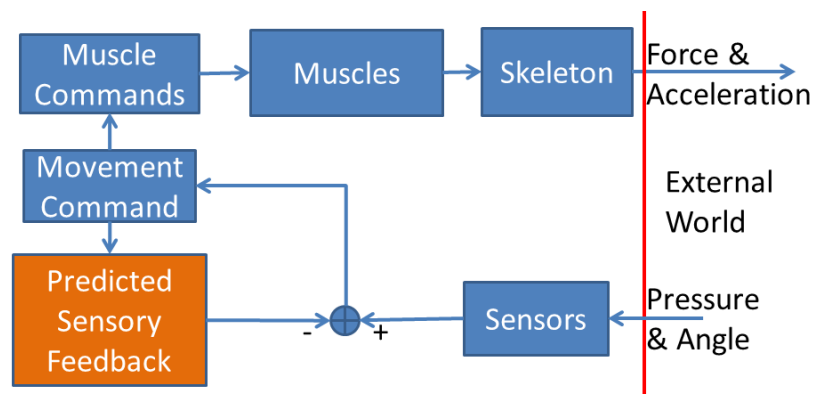 Muscle
Commands
Muscles
Skeleton
Force &
Acceleration
Movement
Command
External
World
Predicted
Sensory
Feedback
-
+
Sensors
Pressure
& Angle